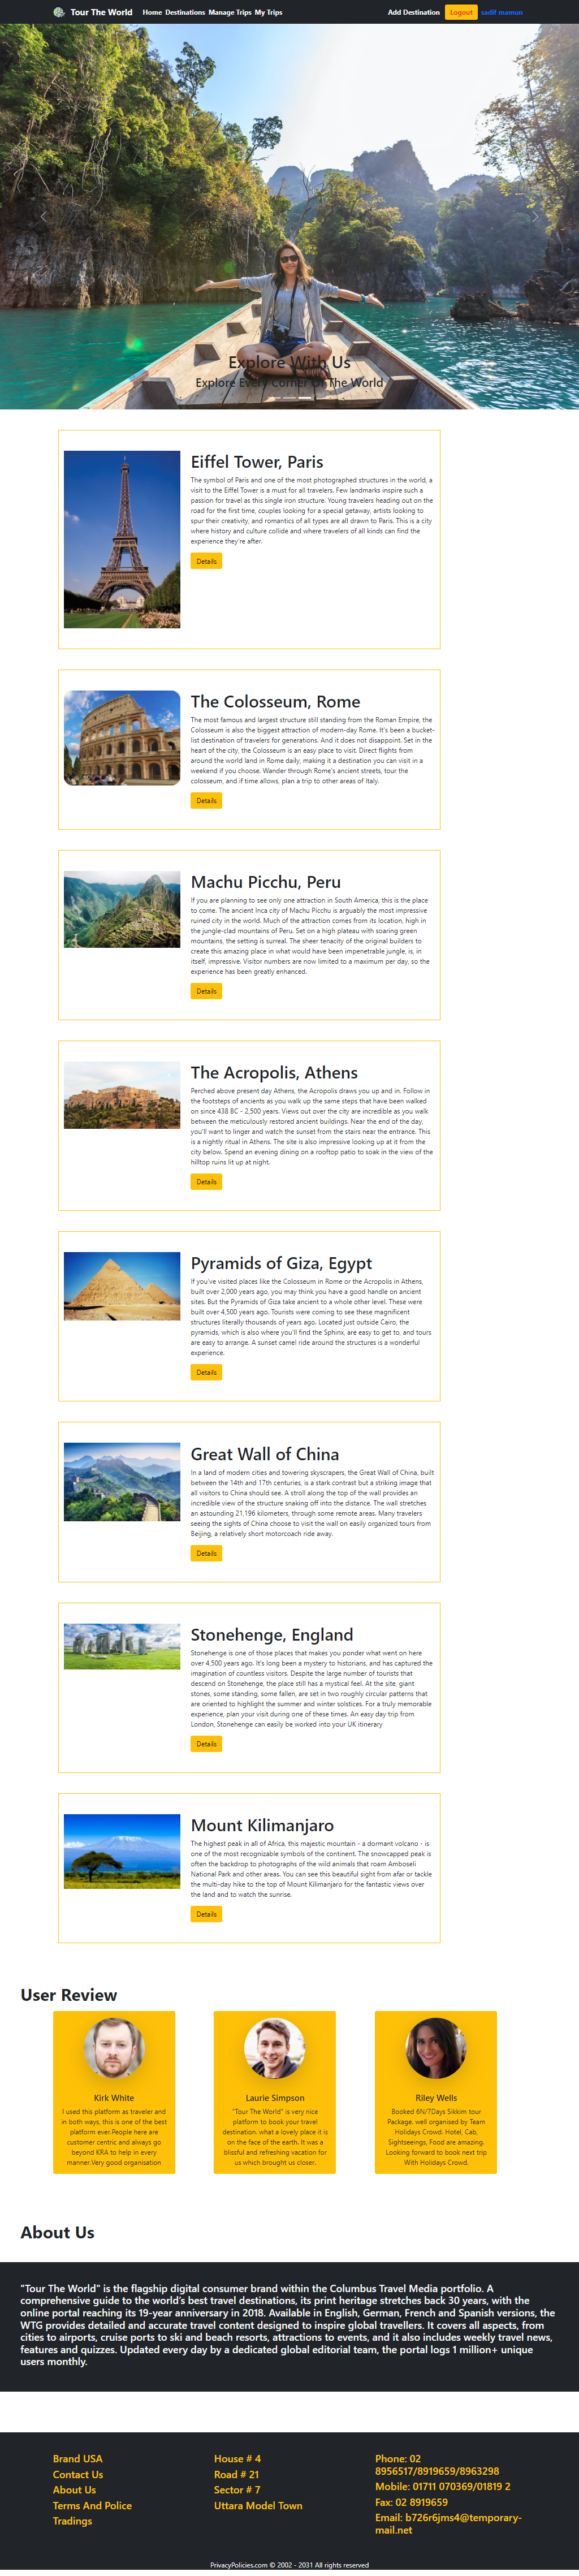 Tour The World Home Destinations Manage Trips My Trips Add Destination Logout sadif mamun
Explore With Us
Explore Every Corner Of The World
Eiffel Tower, Paris
The symbol of Paris and one of the most photographed structures in the world, a
visit to the Eiffel Tower is a must for all travelers. Few landmarks inspire such a
passion for travel as this single iron structure. Young travelers heading out on the
road for the first time, couples looking for a special getaway, artists looking to
spur their creativity, and romantics of all types are all drawn to Paris. This is a city
where history and culture collide and where travelers of all kinds can find the
experience they're after.
Details
The Colosseum, Rome
The most famous and largest structure still standing from the Roman Empire, the
Colosseum is also the biggest attraction of modern-day Rome. It's been a bucket-
list destination of travelers for generations. And it does not disappoint. Set in the
heart of the city, the Colosseum is an easy place to visit. Direct flights from
around the world land in Rome daily, making it a destination you can visit in a
weekend if you choose. Wander through Rome's ancient streets, tour the
colosseum, and if time allows, plan a trip to other areas of Italy.
Details
Machu Picchu, Peru
If you are planning to see only one attraction in South America, this is the place
to come. The ancient Inca city of Machu Picchu is arguably the most impressive
ruined city in the world. Much of the attraction comes from its location, high in
the jungle-clad mountains of Peru. Set on a high plateau with soaring green
mountains, the setting is surreal. The sheer tenacity of the original builders to
create this amazing place in what would have been impenetrable jungle, is, in
itself, impressive. Visitor numbers are now limited to a maximum per day, so the
experience has been greatly enhanced.
Details
The Acropolis, Athens
Perched above present day Athens, the Acropolis draws you up and in. Follow in
the footsteps of ancients as you walk up the same steps that have been walked
on since 438 BC - 2,500 years. Views out over the city are incredible as you walk
between the meticulously restored ancient buildings. Near the end of the day,
you'll want to linger and watch the sunset from the stairs near the entrance. This
is a nightly ritual in Athens. The site is also impressive looking up at it from the
city below. Spend an evening dining on a rooftop patio to soak in the view of the
hilltop ruins lit up at night.
Details
Pyramids of Giza, Egypt
If you've visited places like the Colosseum in Rome or the Acropolis in Athens,
built over 2,000 years ago, you may think you have a good handle on ancient
sites. But the Pyramids of Giza take ancient to a whole other level. These were
built over 4,500 years ago. Tourists were coming to see these magnificent
structures literally thousands of years ago. Located just outside Cairo, the
pyramids, which is also where you'll find the Sphinx, are easy to get to, and tours
are easy to arrange. A sunset camel ride around the structures is a wonderful
experience.
Details
Great Wall of China
In a land of modern cities and towering skyscrapers, the Great Wall of China, built
between the 14th and 17th centuries, is a stark contrast but a striking image that
all visitors to China should see. A stroll along the top of the wall provides an
incredible view of the structure snaking off into the distance. The wall stretches
an astounding 21,196 kilometers, through some remote areas. Many travelers
seeing the sights of China choose to visit the wall on easily organized tours from
Beijing, a relatively short motorcoach ride away.
Details
Stonehenge, England
Stonehenge is one of those places that makes you ponder what went on here
over 4,500 years ago. It's long been a mystery to historians, and has captured the
imagination of countless visitors. Despite the large number of tourists that
descend on Stonehenge, the place still has a mystical feel. At the site, giant
stones, some standing, some fallen, are set in two roughly circular patterns that
are oriented to highlight the summer and winter solstices. For a truly memorable
experience, plan your visit during one of these times. An easy day trip from
London, Stonehenge can easily be worked into your UK itinerary
Details
Mount Kilimanjaro
The highest peak in all of Africa, this majestic mountain - a dormant volcano - is
one of the most recognizable symbols of the continent. The snowcapped peak is
often the backdrop to photographs of the wild animals that roam Amboseli
National Park and other areas. You can see this beautiful sight from afar or tackle
the multi-day hike to the top of Mount Kilimanjaro for the fantastic views over
the land and to watch the sunrise.
Details
User Review
Kirk White
I used this platform as traveler and
in both ways, this is one of the best
platform ever.People here are
customer centric and always go
beyond KRA to help in every
manner.Very good organisation
Laurie Simpson
"Tour The World" is very nice
platform to book your travel
destination. what a lovely place it is
on the face of the earth. It was a
blissful and refreshing vacation for
us which brought us closer.
Riley Wells
Booked 6N/7Days Sikkim tour
Package. well organised by Team
Holidays Crowd. Hotel, Cab,
Sightseeings, Food are amazing.
Looking forward to book next trip
With Holidays Crowd.
About Us
"Tour The World" is the flagship digital consumer brand within the Columbus Travel Media portfolio. A
comprehensive guide to the world's best travel destinations, its print heritage stretches back 30 years, with the
online portal reaching its 19-year anniversary in 2018. Available in English, German, French and Spanish versions, the
WTG provides detailed and accurate travel content designed to inspire global travellers. It covers all aspects, from
cities to airports, cruise ports to ski and beach resorts, attractions to events, and it also includes weekly travel news,
features and quizzes. Updated every day by a dedicated global editorial team, the portal logs 1 million+ unique
users monthly.
Brand USA
Contact Us
About Us
Terms And Police
Tradings
House # 4
Road # 21
Sector # 7
Uttara Model Town
Phone: 02
8956517/8919659/8963298
Mobile: 01711 070369/01819 2
Fax: 02 8919659
Email: b726r6jms4@temporary-
mail.net
PrivacyPolicies.com © 2002 - 2031 All rights reserved